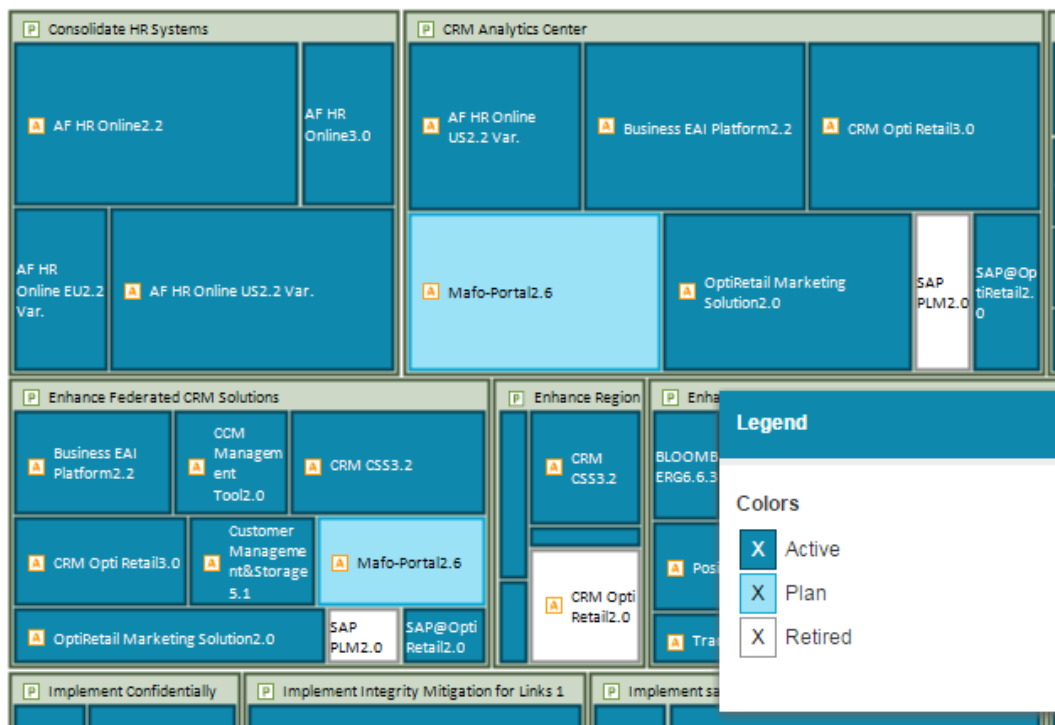 P Consolidate HR Systems
A AF HR Online2.2
AF HR
Online3.0
AF HR
Online EU2.2
Var.
A AF HR Online US2.2 Var.
P CRM Analytics Center
A AF HR Online
US2.2 Var.
A Business EAI Platform2.2
A CRM Opti Retail3.0
A Mafo-Portal2.6
A OptiRetail Marketing
Solution2.0
SAP
PLM2.0
SAP@Op
tiRetail2.
0
P Enhance Federated CRM Solutions
A Business EAI
Platform2.2
A CCM
Managem
ent
Tool2.0
A CRM CSS3.2
A CRM Opti Retail3.0
A Customer
Manageme
nt&Storage
5.1
A Mafo-Portal2.6
A OptiRetail Marketing Solution2.0
SAP
PLM2.0
SAP@Opti
Retail2.0
P Enhance Region
A CRM
CSS3.2
A CRM Opti
Retail2.0
P Enha
BLOOMB
ERG6.6.3
A Posi
A Trad
Legend
Colors
X Active
X Plan
X Retired
P Implement Confidentially
P Implement Integrity Mitigation for Links 1
P Implement sa